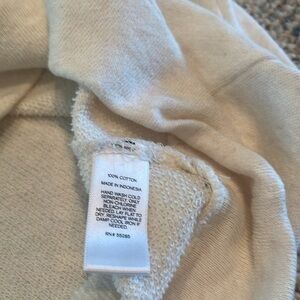 100% COTTON
MADE IN INDONESIA
HAND WASH COLD
SEPARATELY. ONLY
NON-CHLORINE
BLEACH WHEN
NEEDED. LAY FLAT TO
DRY. RESHAPE WHILE
DAMP. COOL IRON IF
NEEDED.
RN# 55285